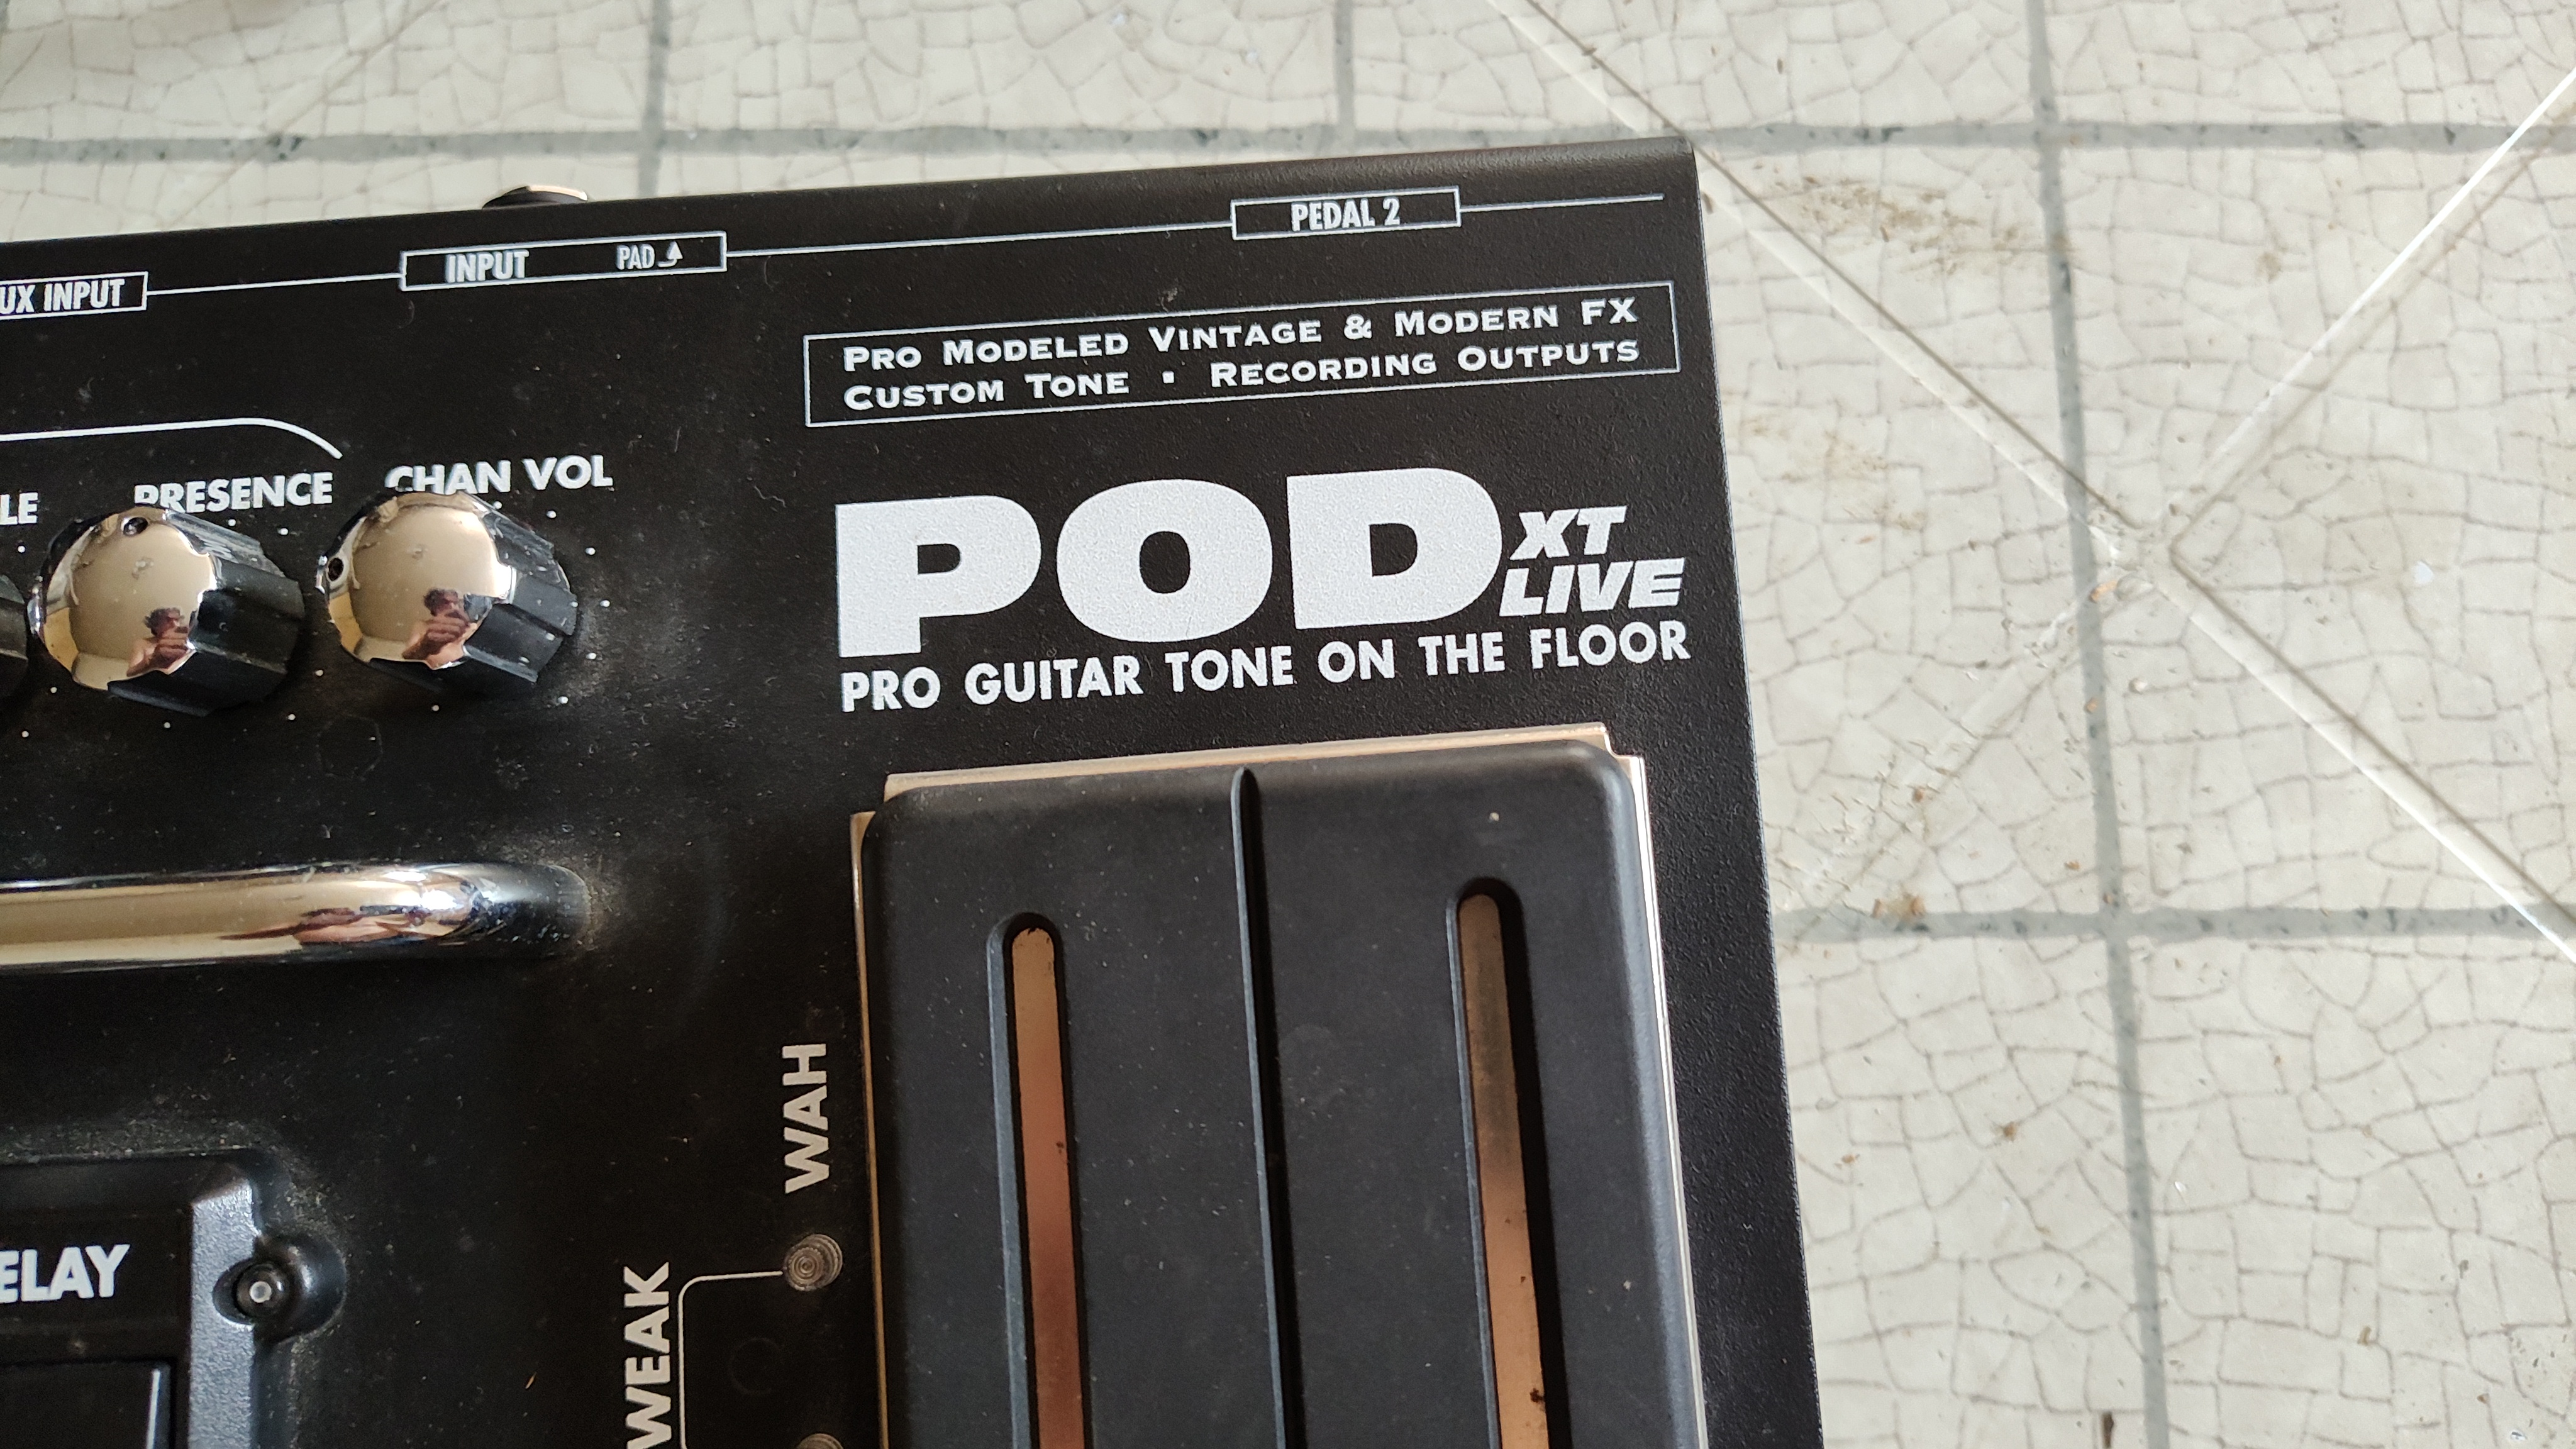 PEDAL 2
INPUT PAD
UX INPUT
PRO MODELED VINTAGE & MODERN FX
CUSTOM TONE ▪ RECORDING OUTPUTS
LE PRESENCE CHAN VOL
POD XT
LIVE
PRO GUITAR TONE ON THE FLOOR
WAH
WEAK
ELAY